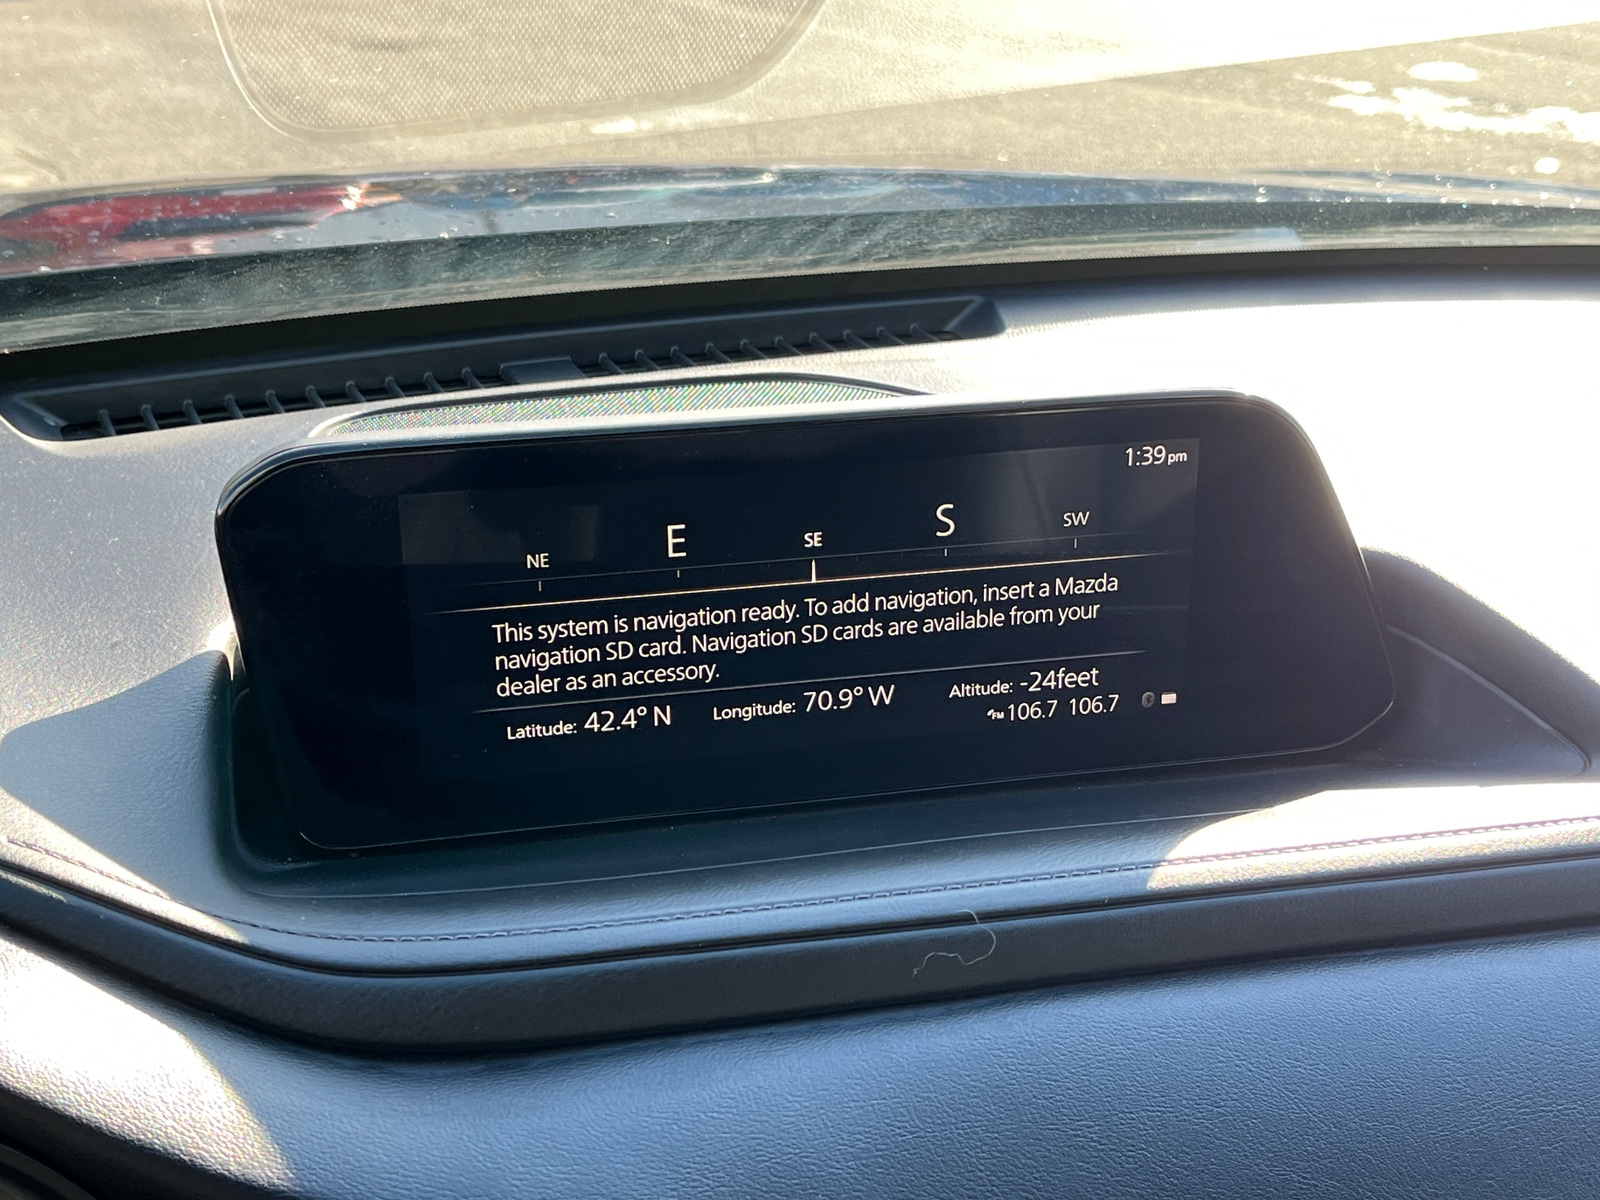 1:39pm
NE E SE S SW
This system is navigation ready. To add navigation, insert a Mazda
navigation SD card. Navigation SD cards are available from your
dealer as an accessory.
Latitude: 42.4° N Longitude: 70.9° W Altitude: -24feet
FM 106.7 106.7